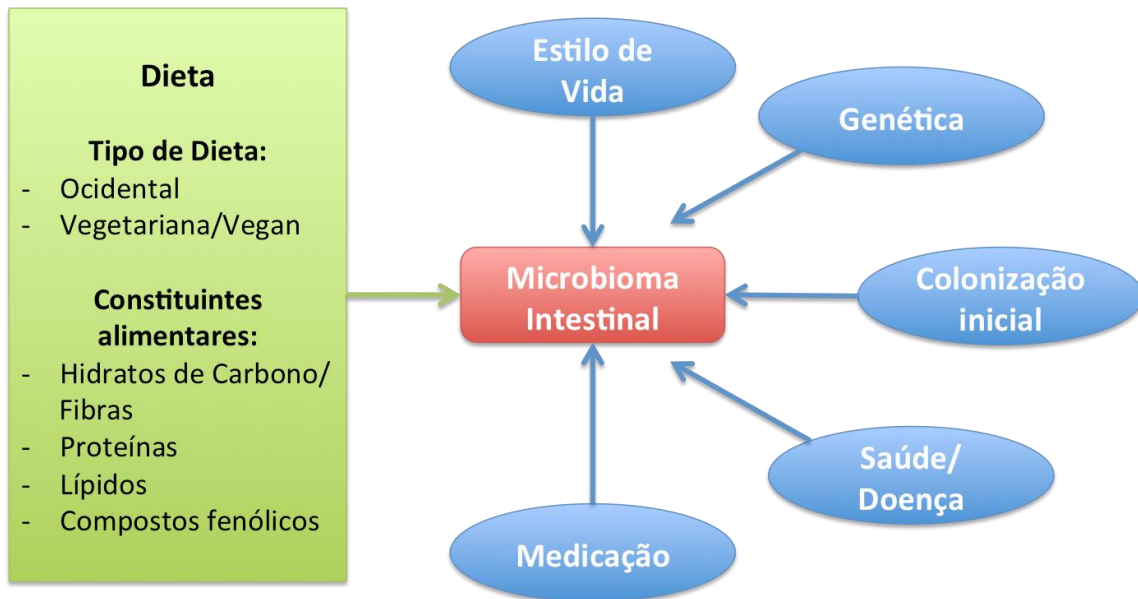 Dieta
Tipo de Dieta:
- Ocidental
- Vegetariana/Vegan
Constituintes
alimentares:
- Hidratos de Carbono/
Fibras
- Proteínas
- Lípidos
- Compostos fenólicos
Estilo de
Vida
Genética
Microbioma
Intestinal
Colonização
inicial
Saúde/
Doença
Medicação